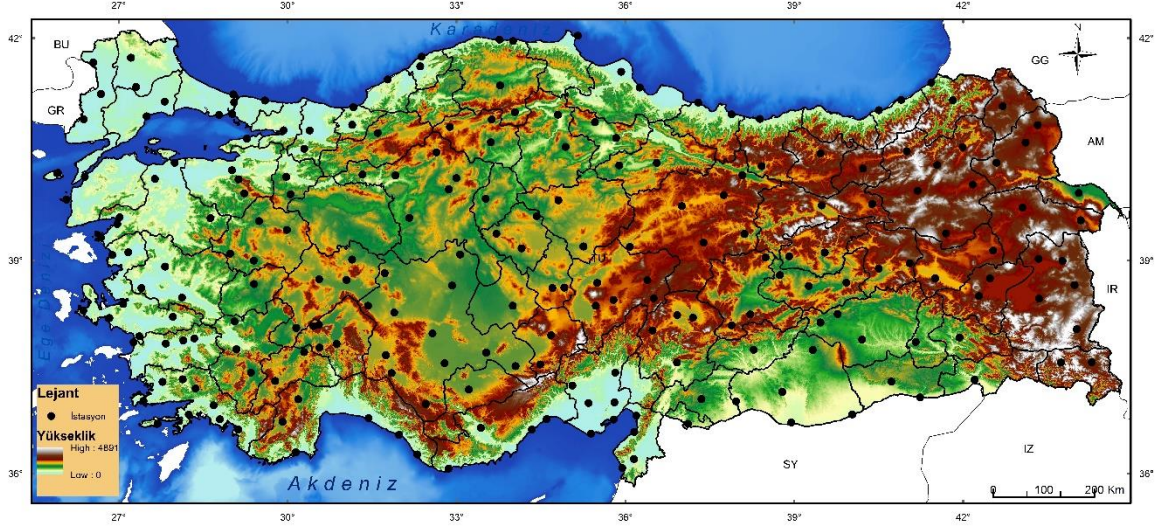 27° 30° 33° 36° 39° 42°
42° 42°
Karadeniz
BU
GG
N
GR
AM
39° 39°
TU
IR
Ege Denizi
Lejant
İstasyon
Yükseklik
High : 4891
Low : 0
Akdeniz
SY
IZ
0 100 200 Km
36° 36°
27° 30° 33° 36° 39° 42°